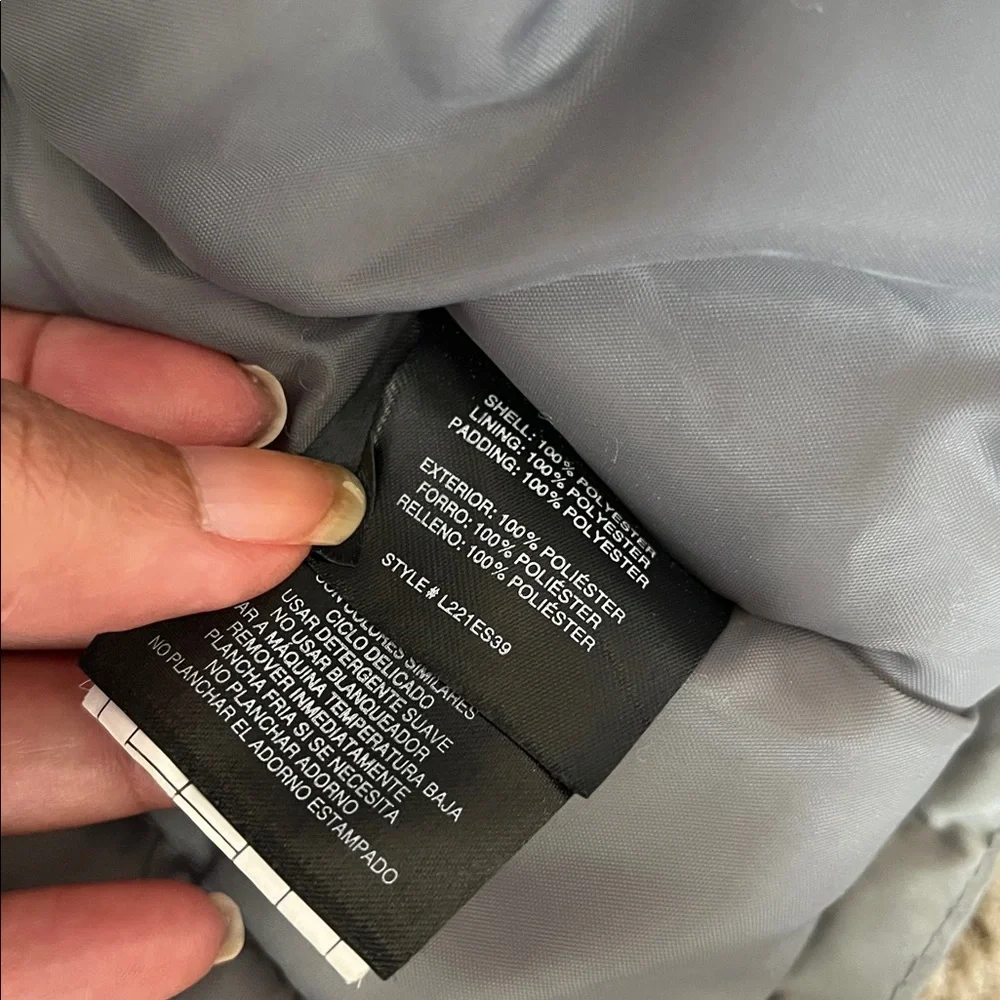 SHELL: 100% POLYESTER
LINING: 100% POLYESTER
PADDING: 100% POLYESTER
EXTERIOR: 100% POLIÉSTER
FORRO: 100% POLIÉSTER
RELLENO: 100% POLIÉSTER
STYLE# L221ES39
CON COLORES SIMILARES
CICLO DELICADO
USAR DETERGENTE SUAVE
NO USAR BLANQUEADOR
A MÁQUINA TEMPERATURA BAJA
REMOVER INMEDIATAMENTE
PLANCHA FRIA SI SE NECESITA
NO PLANCHAR ADORNO
NO PLANCHAR EL ADORNO ESTAMPADO